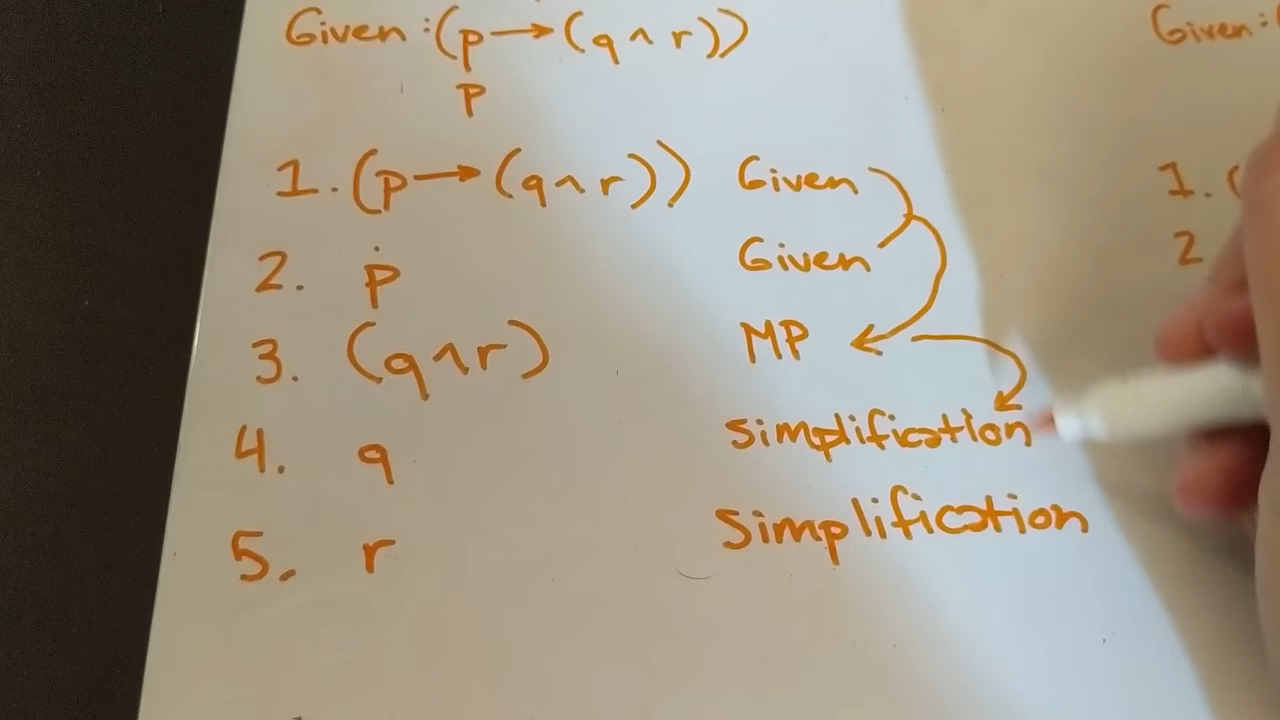 Given: (p→(q∧r))
p
1. (p→(q∧r)) Given
2. p Given
3. (q∧r) MP
4. q simplification
5. r simplification
Given: (
1. (
2